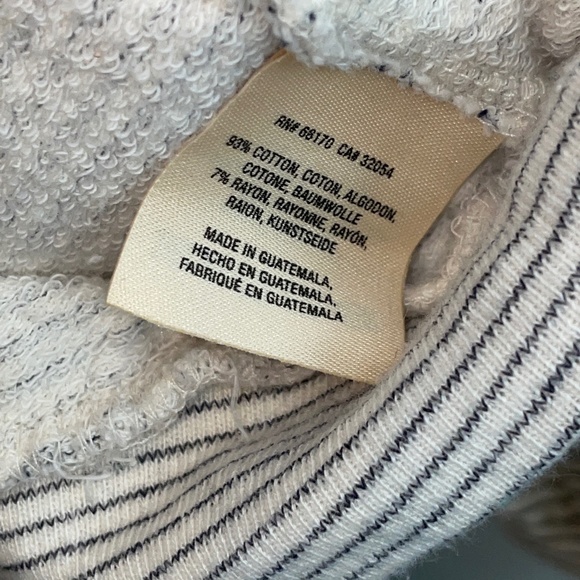 RN# 68170 CA# 32054
93% COTTON, COTON, ALGODON,
COTONE, BAUMWOLLE
7% RAYON, RAYONNE, RAYÓN,
RAION, KUNSTSEIDE
MADE IN GUATEMALA,
HECHO EN GUATEMALA,
FABRIQUÉ EN GUATEMALA